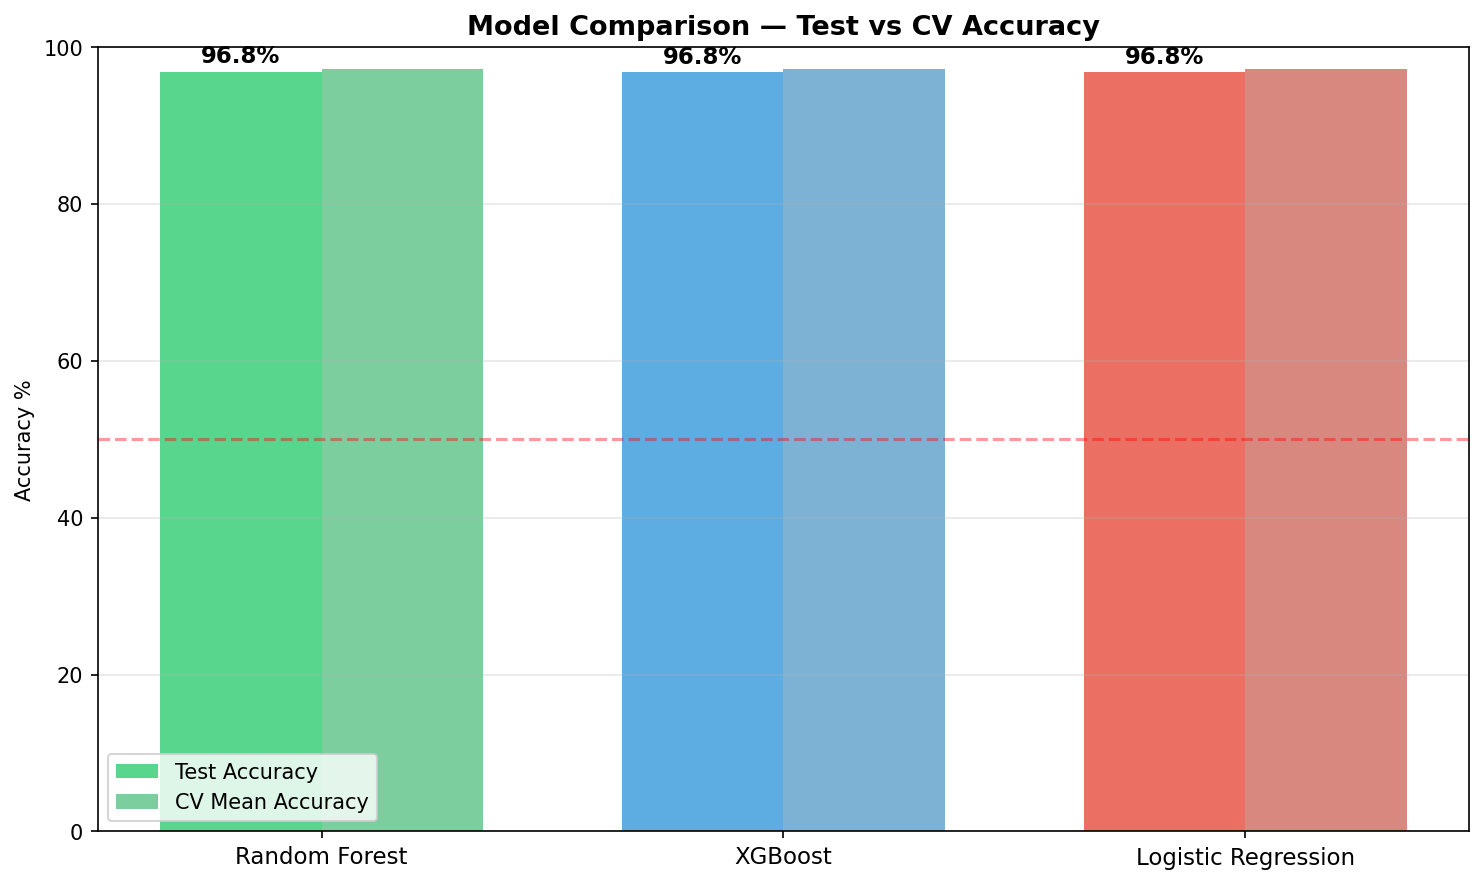 Model Comparison — Test vs CV Accuracy
100
96.8%
96.8%
96.8%
80
60
40
20
0
Accuracy %
Test Accuracy
CV Mean Accuracy
Random Forest
XGBoost
Logistic Regression